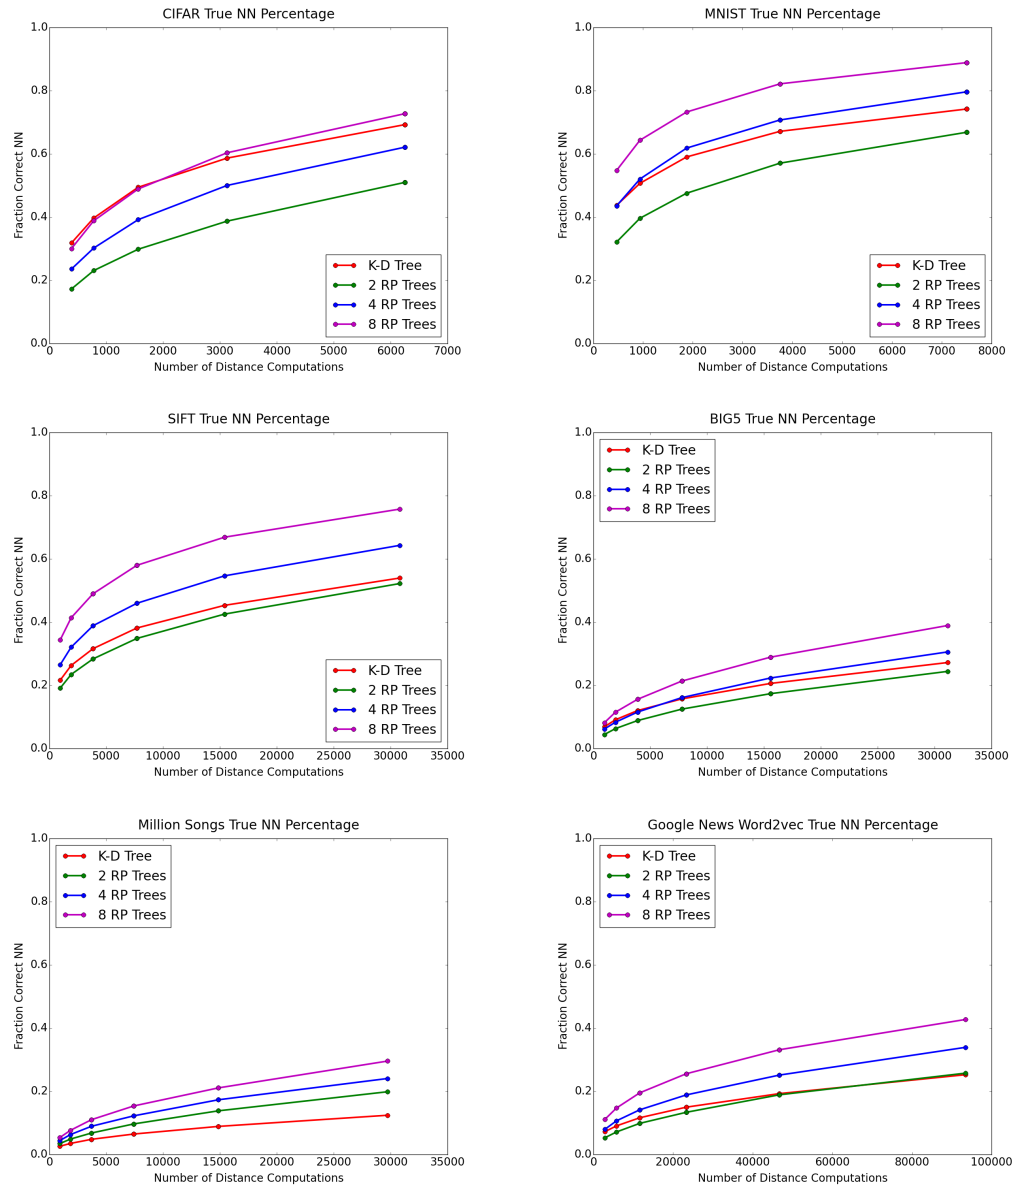 CIFAR True NN Percentage
1.0
0.8
0.6
0.4
0.2
0.0
Fraction Correct NN
K-D Tree
2 RP Trees
4 RP Trees
8 RP Trees
0 1000 2000 3000 4000 5000 6000 7000
Number of Distance Computations
MNIST True NN Percentage
1.0
0.8
0.6
0.4
0.2
0.0
Fraction Correct NN
K-D Tree
2 RP Trees
4 RP Trees
8 RP Trees
0 1000 2000 3000 4000 5000 6000 7000 8000
Number of Distance Computations
SIFT True NN Percentage
1.0
0.8
0.6
0.4
0.2
0.0
Fraction Correct NN
K-D Tree
2 RP Trees
4 RP Trees
8 RP Trees
0 5000 10000 15000 20000 25000 30000 35000
Number of Distance Computations
BIG5 True NN Percentage
1.0
0.8
0.6
0.4
0.2
0.0
Fraction Correct NN
K-D Tree
2 RP Trees
4 RP Trees
8 RP Trees
0 5000 10000 15000 20000 25000 30000 35000
Number of Distance Computations
Million Songs True NN Percentage
1.0
0.8
0.6
0.4
0.2
0.0
Fraction Correct NN
K-D Tree
2 RP Trees
4 RP Trees
8 RP Trees
0 5000 10000 15000 20000 25000 30000 35000
Number of Distance Computations
Google News Word2vec True NN Percentage
1.0
0.8
0.6
0.4
0.2
0.0
Fraction Correct NN
K-D Tree
2 RP Trees
4 RP Trees
8 RP Trees
0 20000 40000 60000 80000 100000
Number of Distance Computations